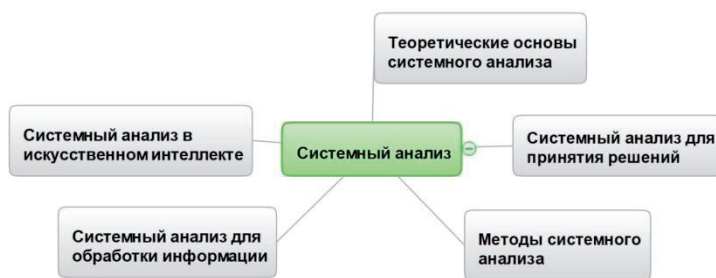 Теоретические основы
системного анализа
Системный анализ в
искусственном интеллекте
Системный анализ
Системный анализ для
принятия решений
Системный анализ для
обработки информации
Методы системного
анализа